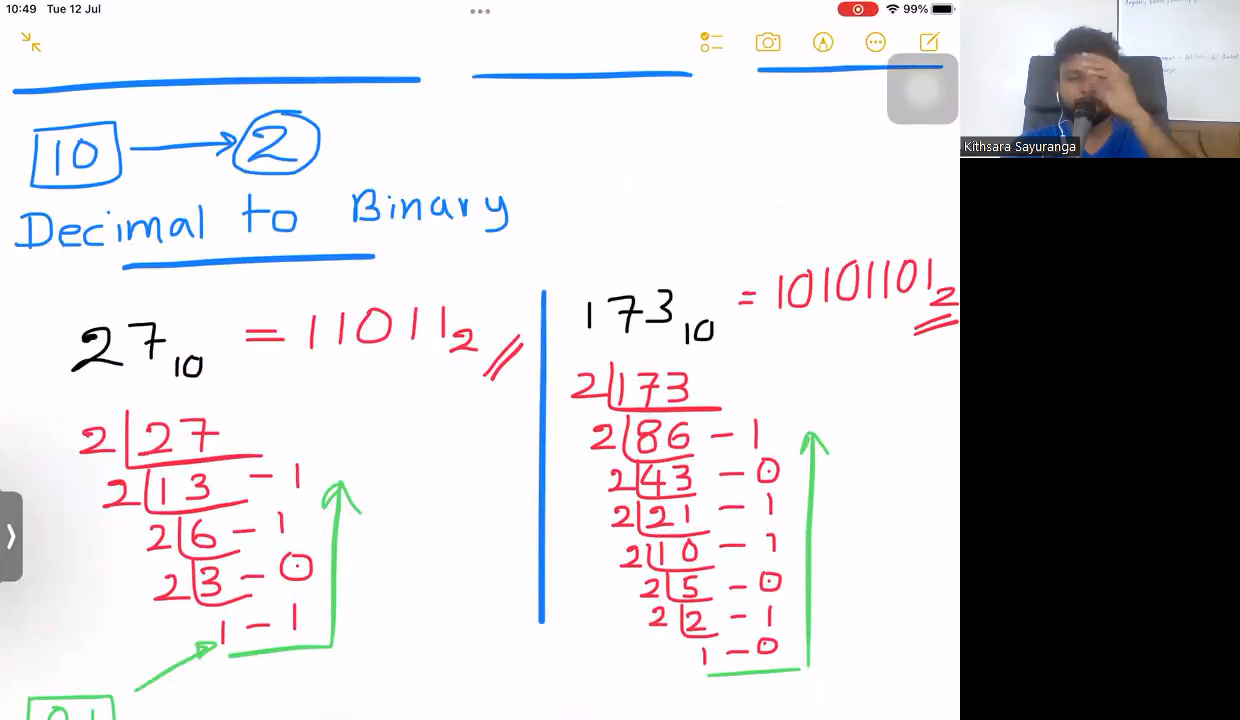 10:49 Tue 12 Jul
99%
Kithsara Sayuranga
10 → 2
Decimal to Binary
27₁₀ = 11011₂
2 27
2 13 - 1
2 6 - 1
2 3 - 0
1 - 1
173₁₀ = 10101101₂
2 173
2 86 - 1
2 43 - 0
2 21 - 1
2 10 - 1
2 5 - 0
2 2 - 1
1 - 0